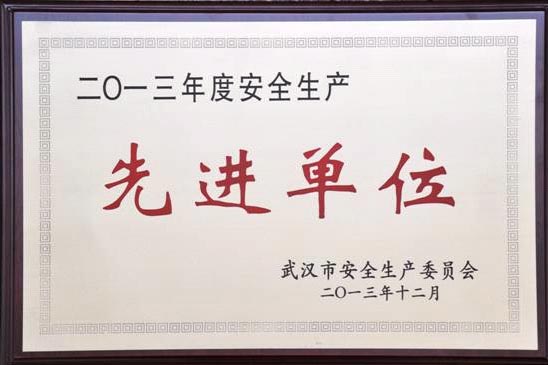 二〇一三年度安全生产
先进单位
武汉市安全生产委员会
二〇一三年十二月